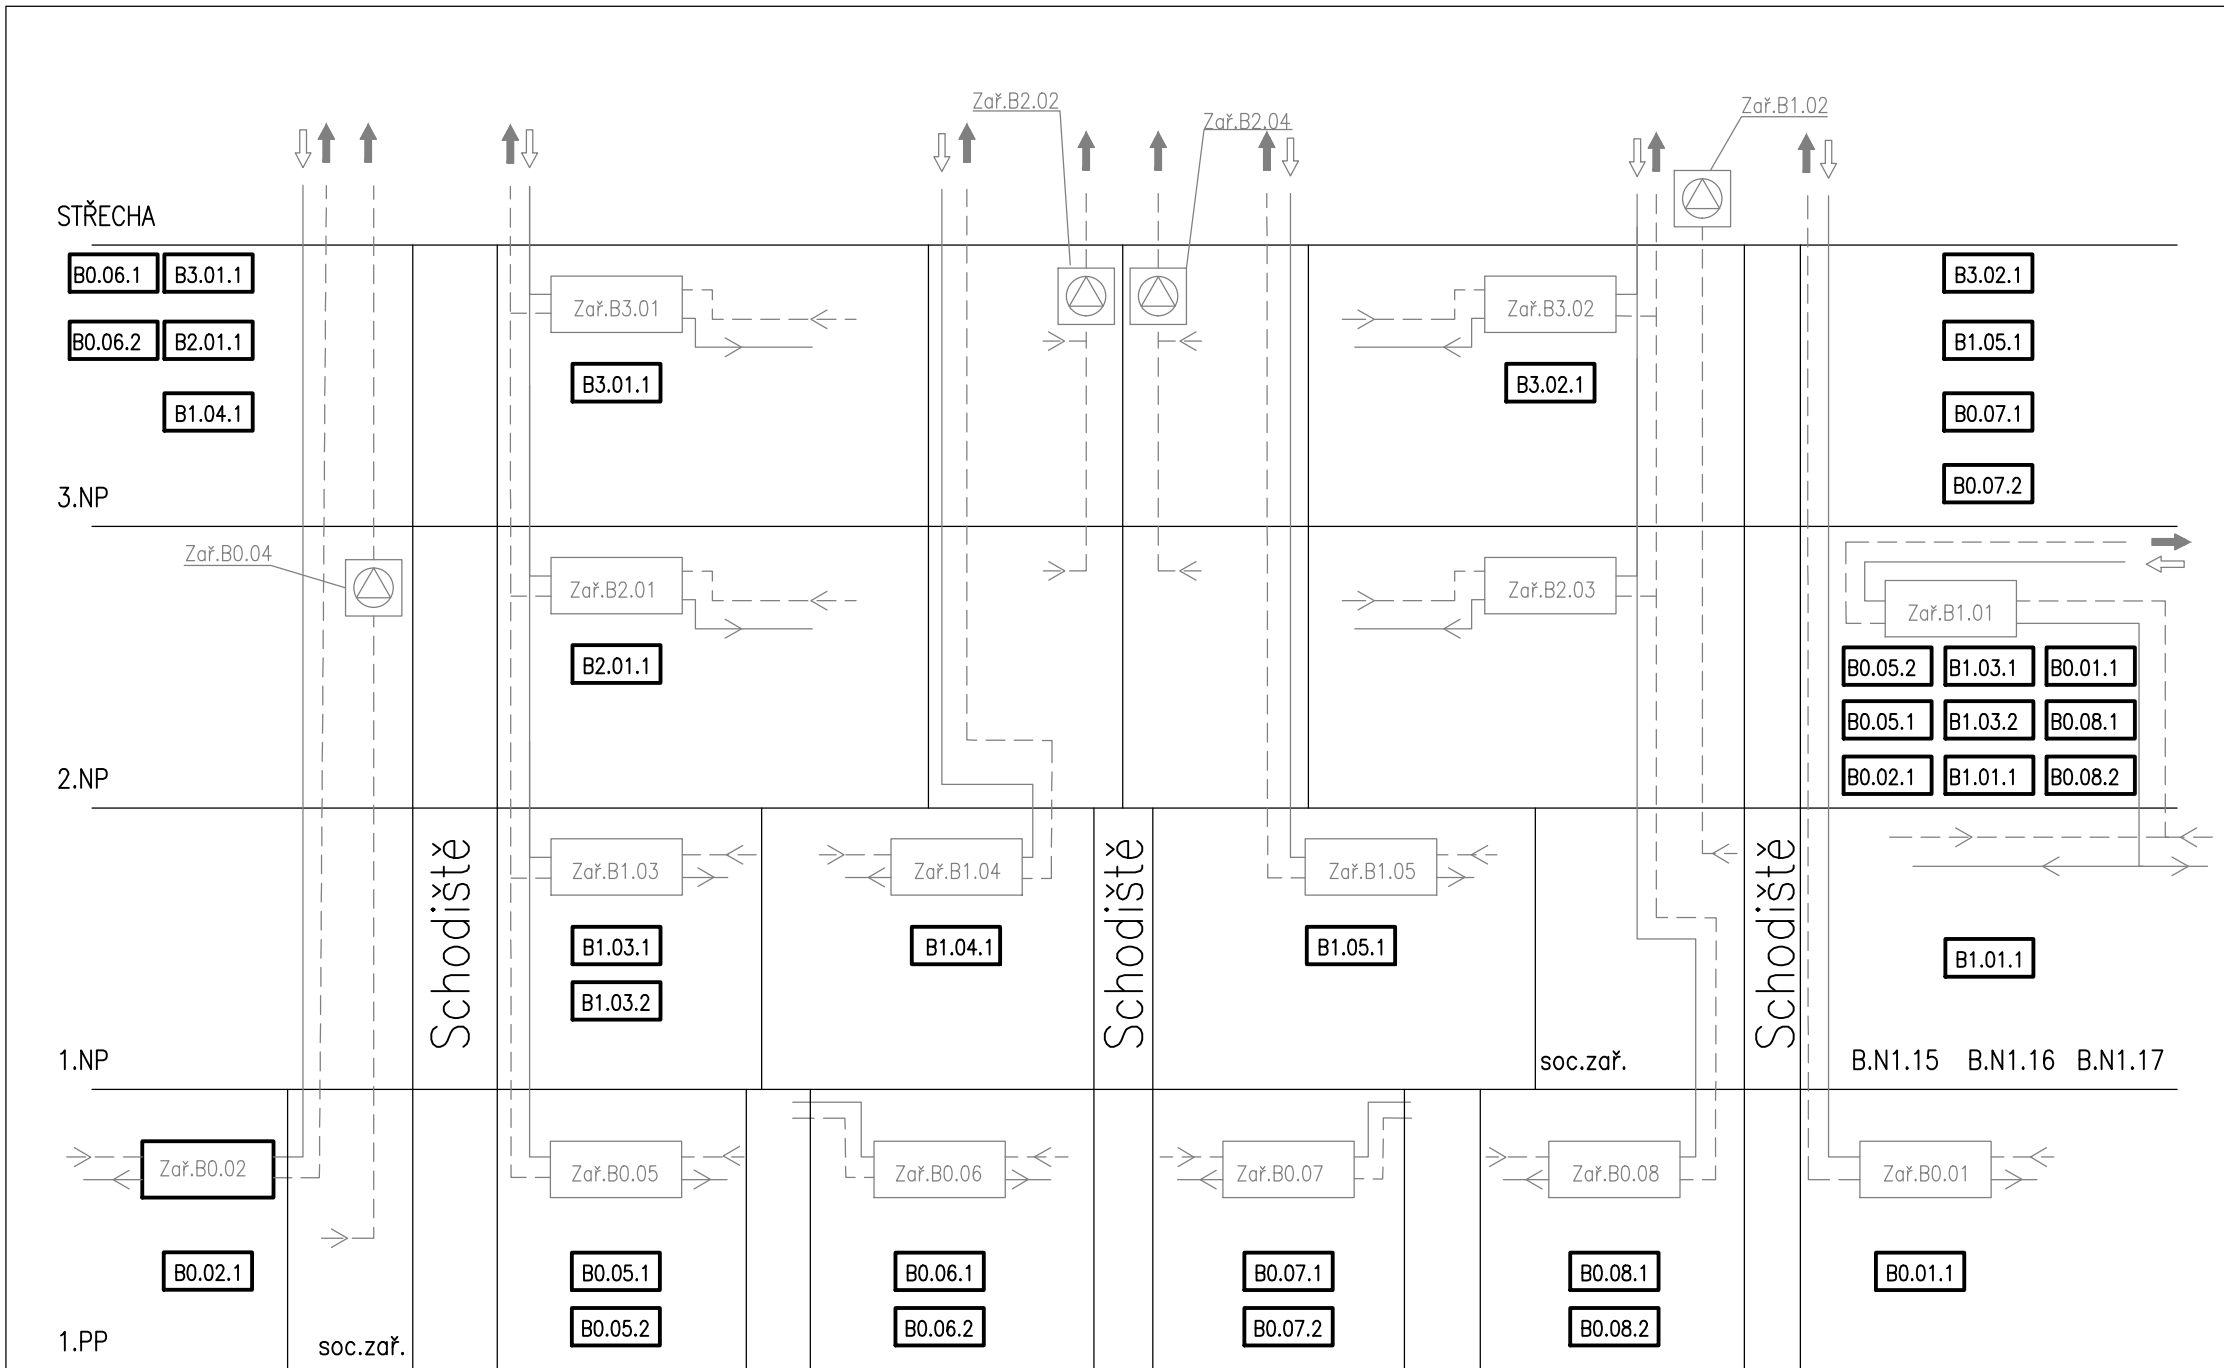 Zař.B2.02
Zař.B2.04
Zař.B1.02
STŘECHA
B0.06.1 B3.01.1
Zař.B3.01
Zař.B3.02
B3.02.1
B0.06.2 B2.01.1
B1.05.1
B3.01.1
B3.02.1
B1.04.1
B0.07.1
3.NP
B0.07.2
Zař.B0.04
Zař.B2.01
Zař.B2.03
Zař.B1.01
B2.01.1
B0.05.2 B1.03.1 B0.01.1
B0.05.1 B1.03.2 B0.08.1
2.NP
B0.02.1 B1.01.1 B0.08.2
Schodiště
Zař.B1.03
Zař.B1.04
Schodiště
Zař.B1.05
Schodiště
B1.03.1
B1.04.1
B1.05.1
B1.01.1
B1.03.2
1.NP
soc.zař.
B.N1.15 B.N1.16 B.N1.17
Zař.B0.02
Zař.B0.05
Zař.B0.06
Zař.B0.07
Zař.B0.08
Zař.B0.01
B0.02.1
B0.05.1
B0.06.1
B0.07.1
B0.08.1
B0.01.1
B0.05.2
B0.06.2
B0.07.2
B0.08.2
1.PP
soc.zař.